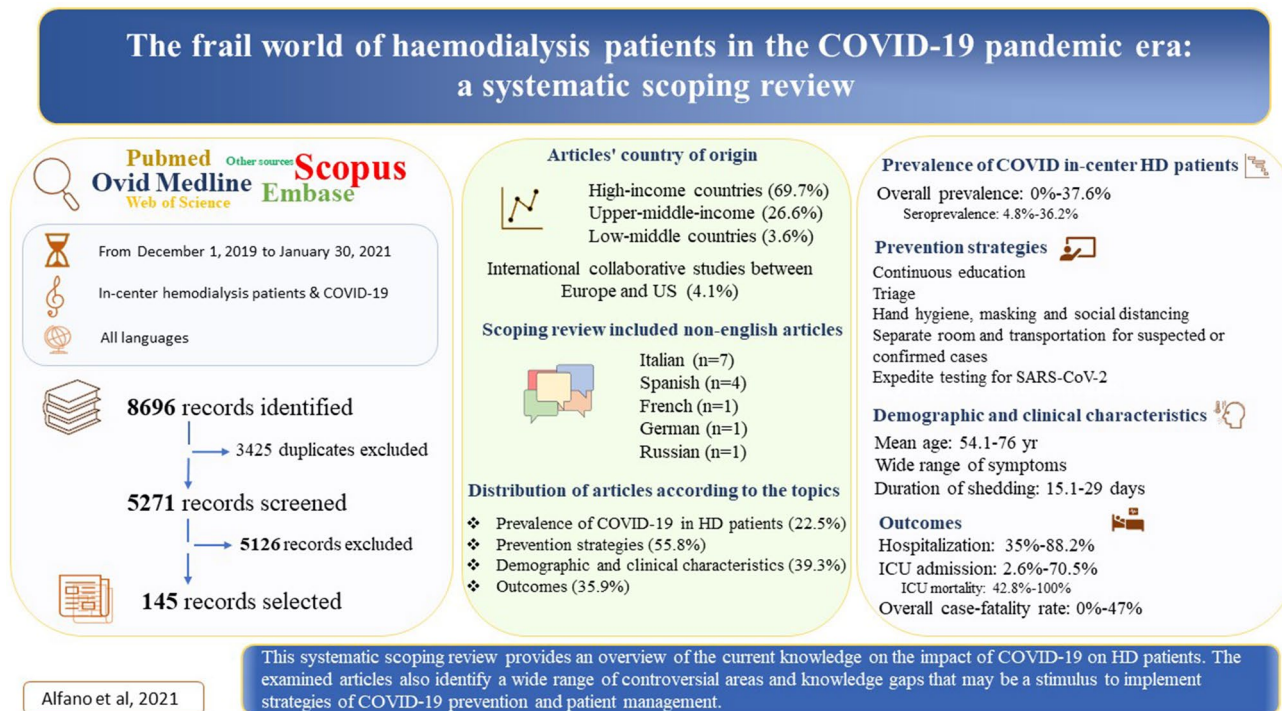 The frail world of haemodialysis patients in the COVID-19 pandemic era:
a systematic scoping review
Pubmed
Other sources
Scopus
Ovid Medline
Embase
Web of Science
From December 1, 2019 to January 30, 2021
In-center hemodialysis patients & COVID-19
All languages
8696 records identified
3425 duplicates excluded
5271 records screened
5126 records excluded
145 records selected
Articles' country of origin
High-income countries (69.7%)
Upper-middle-income (26.6%)
Low-middle countries (3.6%)
International collaborative studies between
Europe and US (4.1%)
Scoping review included non-english articles
Italian (n=7)
Spanish (n=4)
French (n=1)
German (n=1)
Russian (n=1)
Distribution of articles according to the topics
❖ Prevalence of COVID-19 in HD patients (22.5%)
❖ Prevention strategies (55.8%)
❖ Demographic and clinical characteristics (39.3%)
❖ Outcomes (35.9%)
Prevalence of COVID in-center HD patients
Overall prevalence: 0%-37.6%
Seroprevalence: 4.8%-36.2%
Prevention strategies
Continuous education
Triage
Hand hygiene, masking and social distancing
Separate room and transportation for suspected or
confirmed cases
Expedite testing for SARS-CoV-2
Demographic and clinical characteristics
Mean age: 54.1-76 yr
Wide range of symptoms
Duration of shedding: 15.1-29 days
Outcomes
Hospitalization: 35%-88.2%
ICU admission: 2.6%-70.5%
ICU mortality: 42.8%-100%
Overall case-fatality rate: 0%-47%
This systematic scoping review provides an overview of the current knowledge on the impact of COVID-19 on HD patients. The
examined articles also identify a wide range of controversial areas and knowledge gaps that may be a stimulus to implement
strategies of COVID-19 prevention and patient management.
Alfano et al, 2021